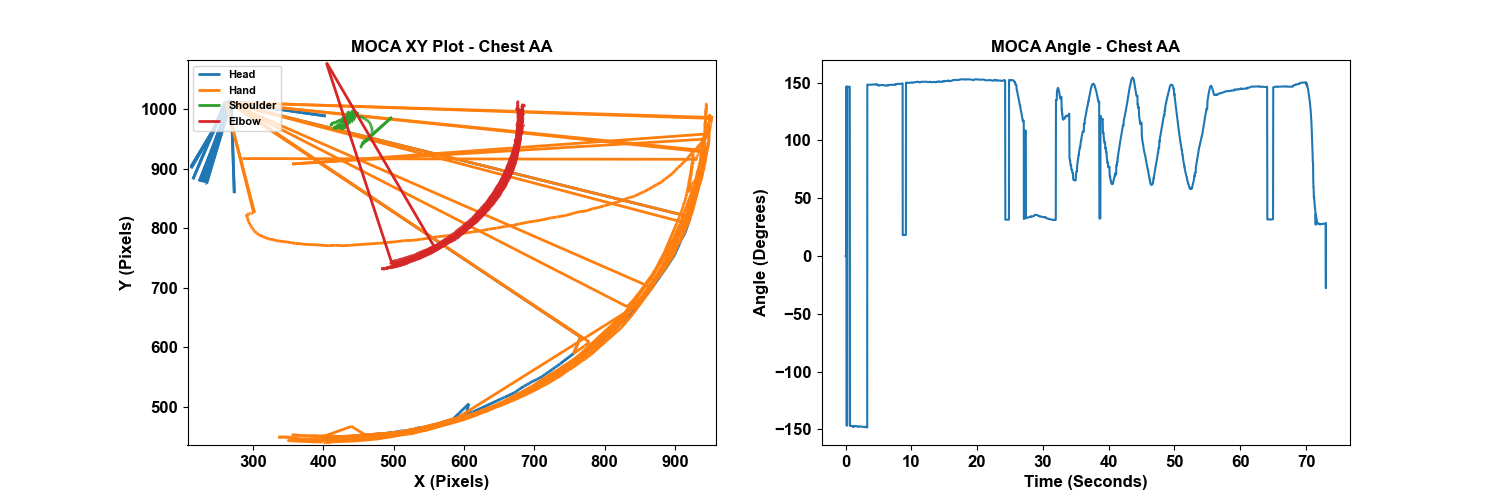 MOCA XY Plot - Chest AA
Head
Hand
Shoulder
Elbow
1000
900
800
700
600
500
Y (Pixels)
300 400 500 600 700 800 900
X (Pixels)
MOCA Angle - Chest AA
150
100
50
0
−50
−100
−150
Angle (Degrees)
0 10 20 30 40 50 60 70
Time (Seconds)